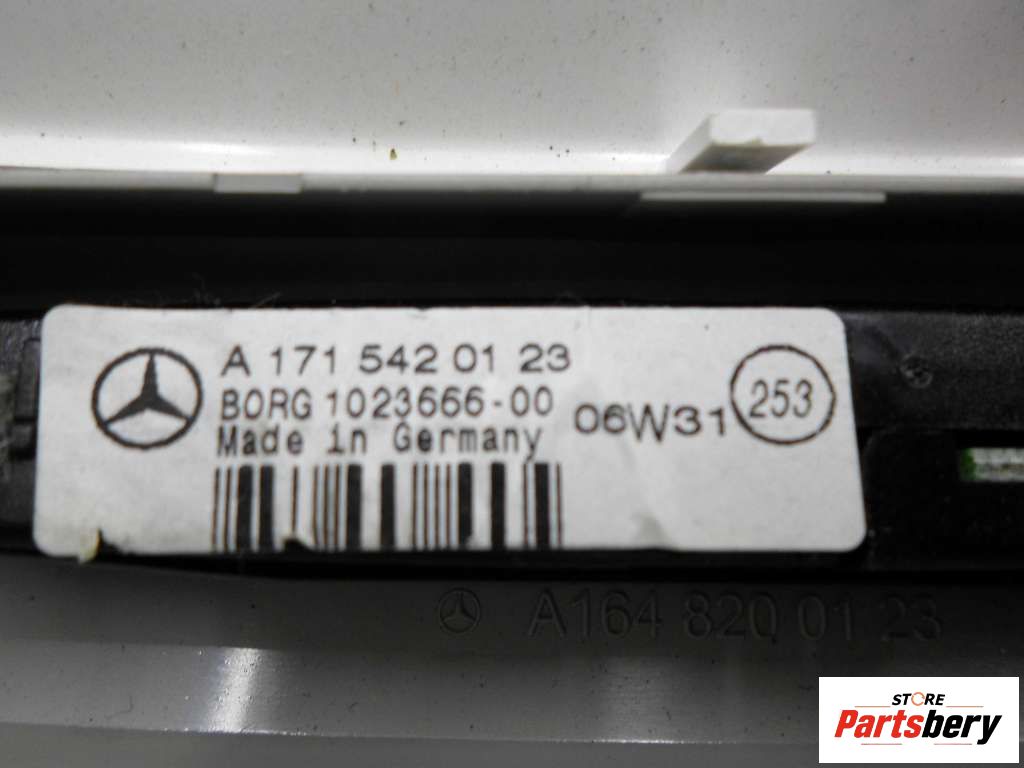 A 171 542 01 23
BORG 1023666-00
Made in Germany
06W31
253
A164 820 01 23
STORE
Partsbery